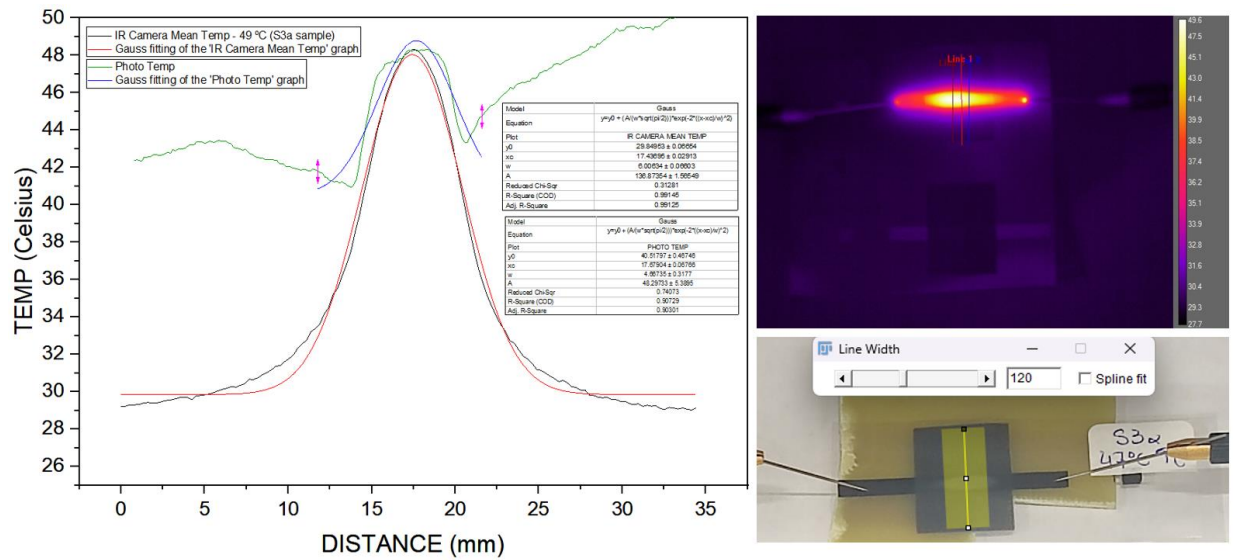 IR Camera Mean Temp - 49 ºC (S3a sample)
Gauss fitting of the 'IR Camera Mean Temp' graph
Photo Temp
Gauss fitting of the 'Photo Temp' graph
TEMP (Celsius)
50
48
46
44
42
40
38
36
34
32
30
28
26
0 5 10 15 20 25 30 35
DISTANCE (mm)
Model Gauss
Equation y=y0 + (A/(w*sqrt(pi/2)))*exp(-2*((x-xc)/w)^2)
Plot IR CAMERA MEAN TEMP
y0 29.84953 ± 0.06654
xc 17.43695 ± 0.02913
w 6.00634 ± 0.06603
A 136.87354 ± 1.56549
Reduced Chi-Sqr 0.31281
R-Square (COD) 0.99145
Adj. R-Square 0.99125
Model Gauss
Equation y=y0 + (A/(w*sqrt(pi/2)))*exp(-2*((x-xc)/w)^2)
Plot PHOTO TEMP
y0 40.51797 ± 0.46746
xc 17.67904 ± 0.06766
w 4.66735 ± 0.3177
A 48.29733 ± 5.3895
Reduced Chi-Sqr 0.74073
R-Square (COD) 0.90729
Adj. R-Square 0.90301
Line 1
49.6
47.5
45
43.1
41.4
39.8
38.7
37.2
36.1
35.1
33.9
32.8
31.6
30.4
29.3
27.7
Line Width
120
Spline fit
S3a
47ºC